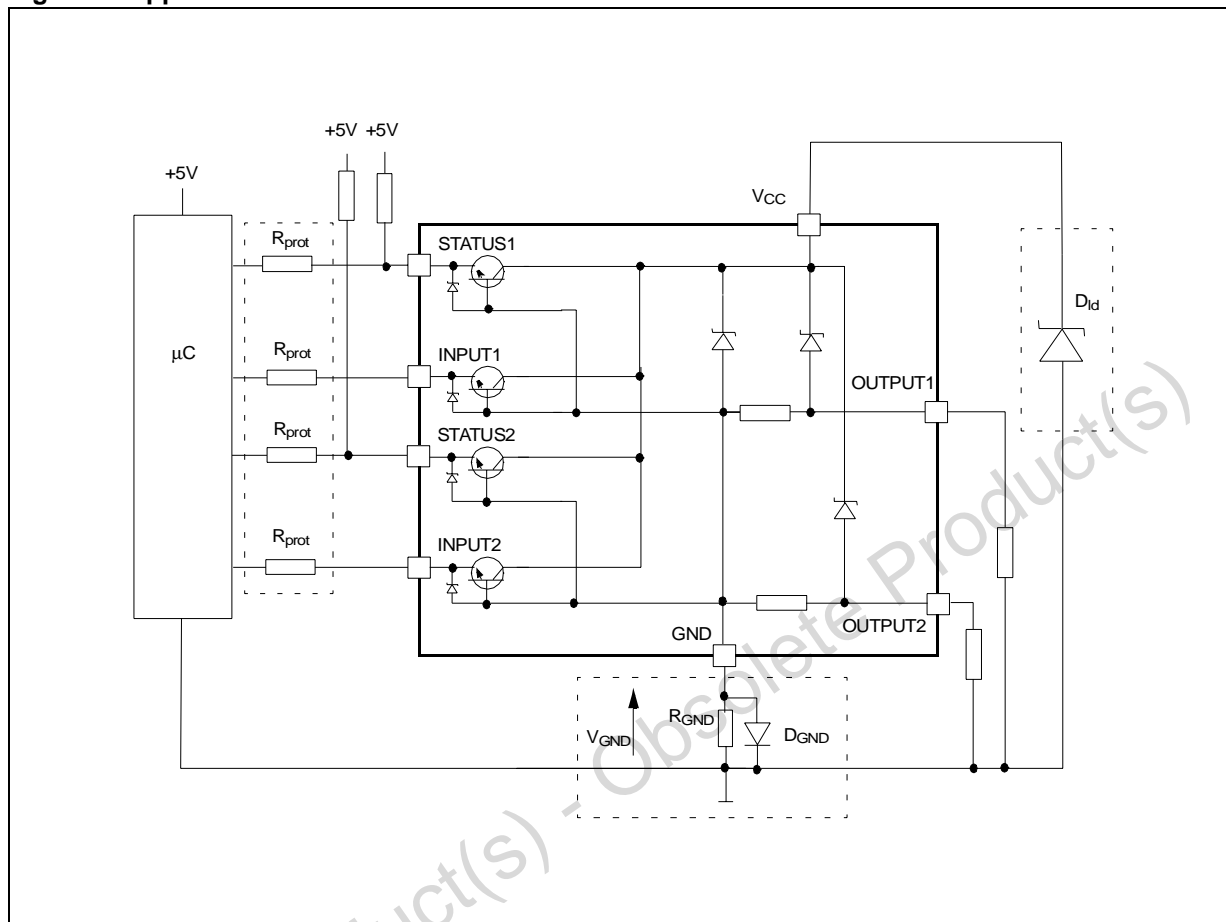 +5V +5V
+5V
VCC
Rprot
STATUS1
Dld
μC
Rprot
INPUT1
OUTPUT1
Rprot
STATUS2
Rprot
INPUT2
OUTPUT2
GND
RGND
VGND
DGND
Obsolete Product(s)
uct(s) - Obsolete Product(s)